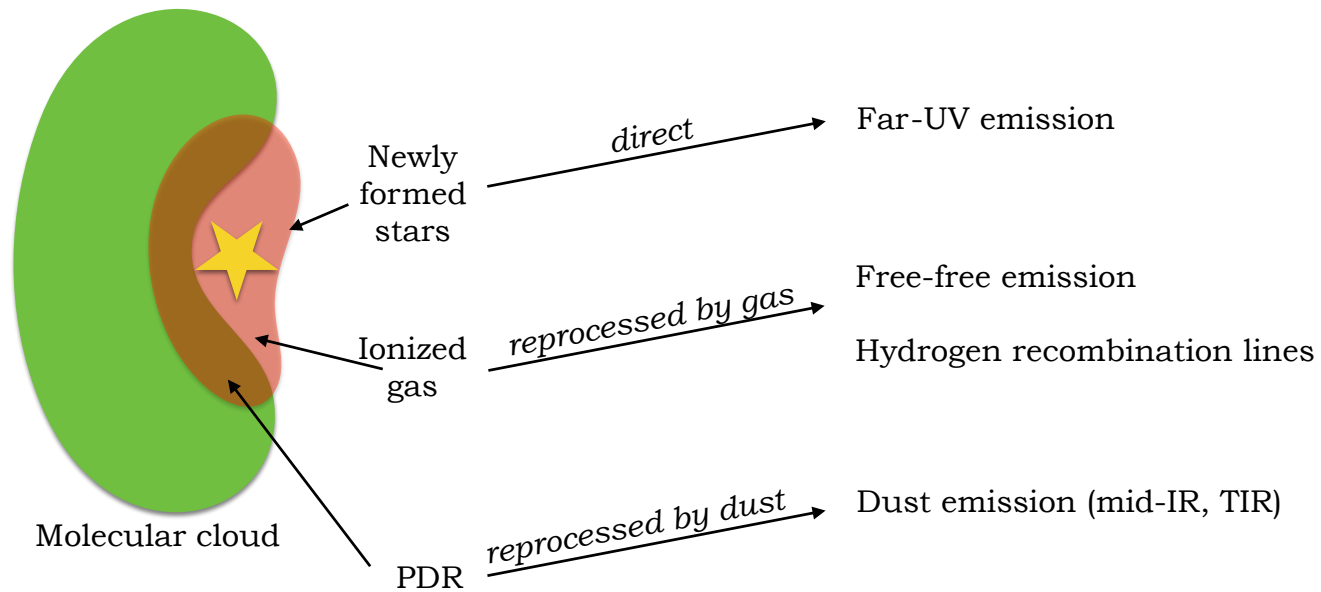 Newly
formed
stars
direct
Far-UV emission
Ionized
gas
reprocessed by gas
Free-free emission
Hydrogen recombination lines
Molecular cloud
PDR
reprocessed by dust
Dust emission (mid-IR, TIR)